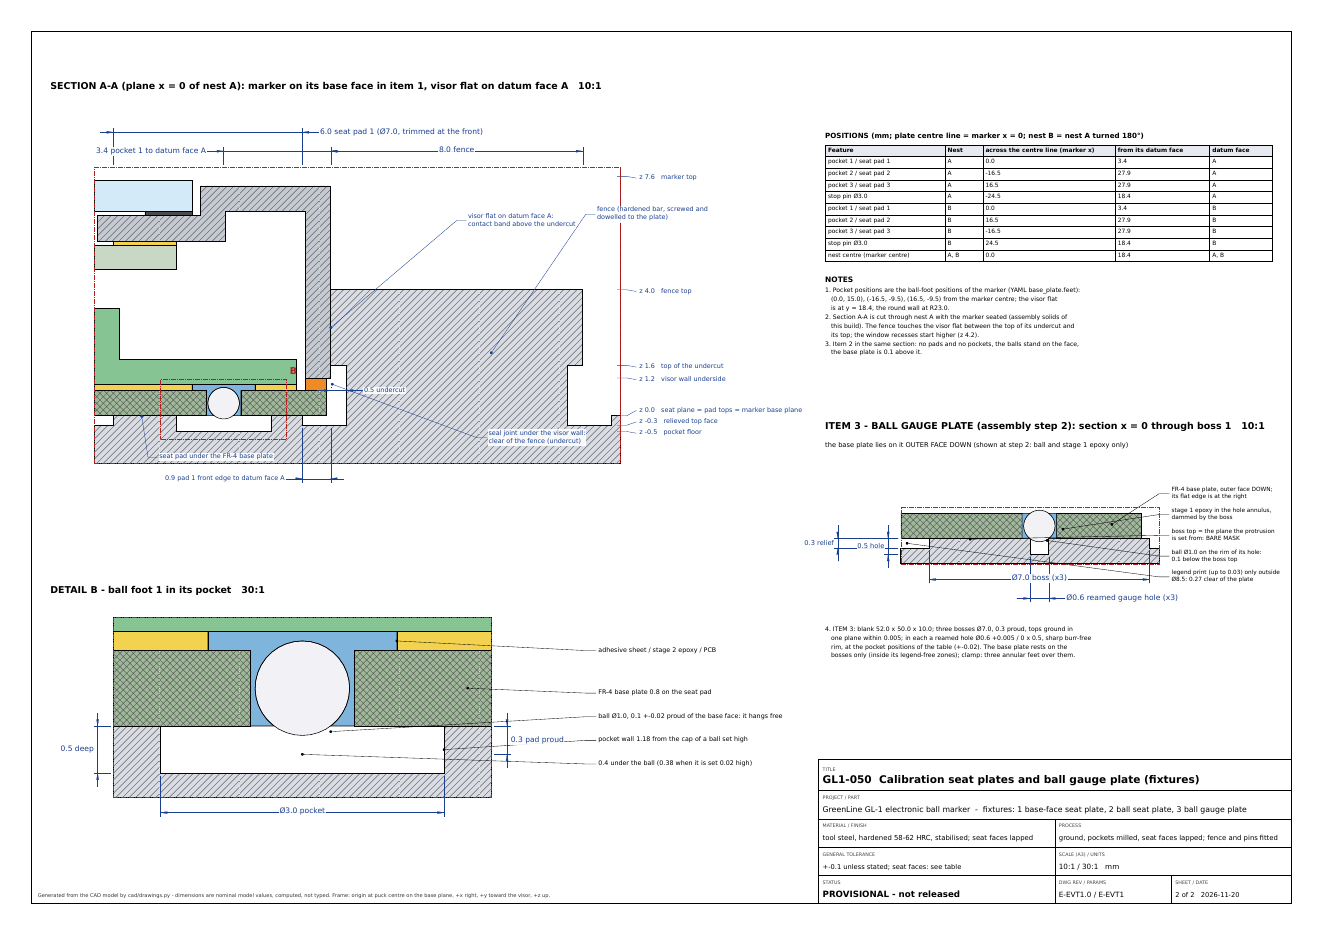 SECTION A-A (plane x = 0 of nest A): marker on its base face in item 1, visor flat on datum face A   10:1
6.0 seat pad 1 (Ø7.0, trimmed at the front)
3.4 pocket 1 to datum face A
8.0 fence
z 7.6   marker top
visor flat on datum face A:
contact band above the undercut
fence (hardened bar, screwed and
dowelled to the plate)
z 4.0   fence top
z 1.6   top of the undercut
z 1.2   visor wall underside
B
0.5 undercut
z 0.0   seat plane = pad tops = marker base plane
z -0.3   relieved top face
z -0.5   pocket floor
seal joint under the visor wall:
clear of the fence (undercut)
seat pad under the FR-4 base plate
0.9 pad 1 front edge to datum face A
POSITIONS (mm; plate centre line = marker x = 0; nest B = nest A turned 180°)
Feature   Nest   across the centre line (marker x)   from its datum face   datum face
pocket 1 / seat pad 1   A   0.0   3.4   A
pocket 2 / seat pad 2   A   -16.5   27.9   A
pocket 3 / seat pad 3   A   16.5   27.9   A
stop pin Ø3.0   A   -24.5   18.4   A
pocket 1 / seat pad 1   B   0.0   3.4   B
pocket 2 / seat pad 2   B   16.5   27.9   B
pocket 3 / seat pad 3   B   -16.5   27.9   B
stop pin Ø3.0   B   24.5   18.4   B
nest centre (marker centre)   A, B   0.0   18.4   A, B
NOTES
1. Pocket positions are the ball-foot positions of the marker (YAML base_plate.feet):
(0.0, 15.0), (-16.5, -9.5), (16.5, -9.5) from the marker centre; the visor flat
is at y = 18.4, the round wall at R23.0.
2. Section A-A is cut through nest A with the marker seated (assembly solids of
this build). The fence touches the visor flat between the top of its undercut and
its top; the window recesses start higher (z 4.2).
3. Item 2 in the same section: no pads and no pockets, the balls stand on the face,
the base plate is 0.1 above it.
ITEM 3 - BALL GAUGE PLATE (assembly step 2): section x = 0 through boss 1   10:1
the base plate lies on it OUTER FACE DOWN (shown at step 2: ball and stage 1 epoxy only)
FR-4 base plate, outer face DOWN;
its flat edge is at the right
stage 1 epoxy in the hole annulus,
dammed by the boss
boss top = the plane the protrusion
is set from: BARE MASK
ball Ø1.0 on the rim of its hole:
0.1 below the boss top
legend print (up to 0.03) only outside
Ø8.5: 0.27 clear of the plate
0.3 relief
0.5 hole
Ø7.0 boss (x3)
Ø0.6 reamed gauge hole (x3)
4. ITEM 3: blank 52.0 x 50.0 x 10.0; three bosses Ø7.0, 0.3 proud, tops ground in
one plane within 0.005; in each a reamed hole Ø0.6 +0.005 / 0 x 0.5, sharp burr-free
rim, at the pocket positions of the table (+-0.02). The base plate rests on the
bosses only (inside its legend-free zones); clamp: three annular feet over them.
DETAIL B - ball foot 1 in its pocket   30:1
adhesive sheet / stage 2 epoxy / PCB
FR-4 base plate 0.8 on the seat pad
ball Ø1.0, 0.1 +-0.02 proud of the base face: it hangs free
pocket wall 1.18 from the cap of a ball set high
0.4 under the ball (0.38 when it is set 0.02 high)
0.5 deep
0.3 pad proud
Ø3.0 pocket
TITLE
GL1-050  Calibration seat plates and ball gauge plate (fixtures)
PROJECT / PART
GreenLine GL-1 electronic ball marker  -  fixtures: 1 base-face seat plate, 2 ball seat plate, 3 ball gauge plate
MATERIAL / FINISH
tool steel, hardened 58-62 HRC, stabilised; seat faces lapped
PROCESS
ground, pockets milled, seat faces lapped; fence and pins fitted
GENERAL TOLERANCE
+-0.1 unless stated; seat faces: see table
SCALE (A3) / UNITS
10:1 / 30:1   mm
STATUS
PROVISIONAL - not released
DWG REV / PARAMS
E-EVT1.0 / E-EVT1
SHEET / DATE
2 of 2   2026-11-20
Generated from the CAD model by cad/drawings.py - dimensions are nominal model values, computed, not typed. Frame: origin at puck centre on the base plane, +x right, +y toward the visor, +z up.